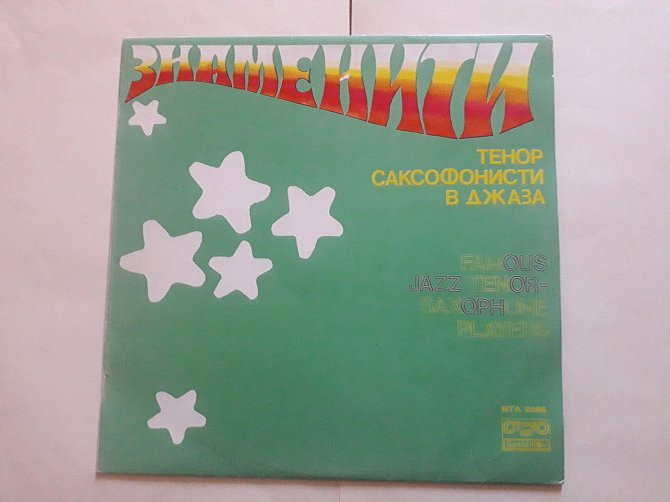 ЗНАМЕНИТИ
ТЕНОР
САКСОФОНИСТИ
В ДЖАЗА
FAMOUS
JAZZ TENOR-
SAXOPHONE
PLAYERS